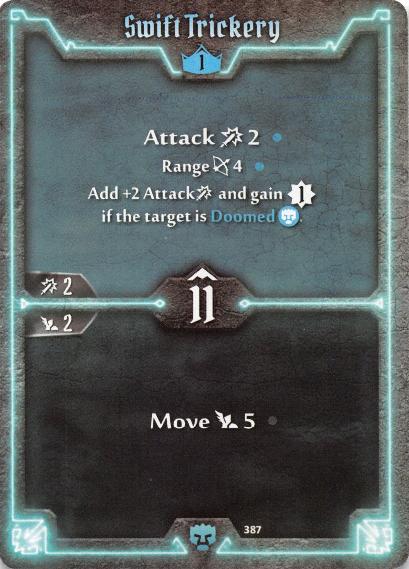 Swift Trickery
1
Attack 2
Range 4
Add +2 Attack and gain 1
if the target is Doomed .
2
11
2
Move 5
387